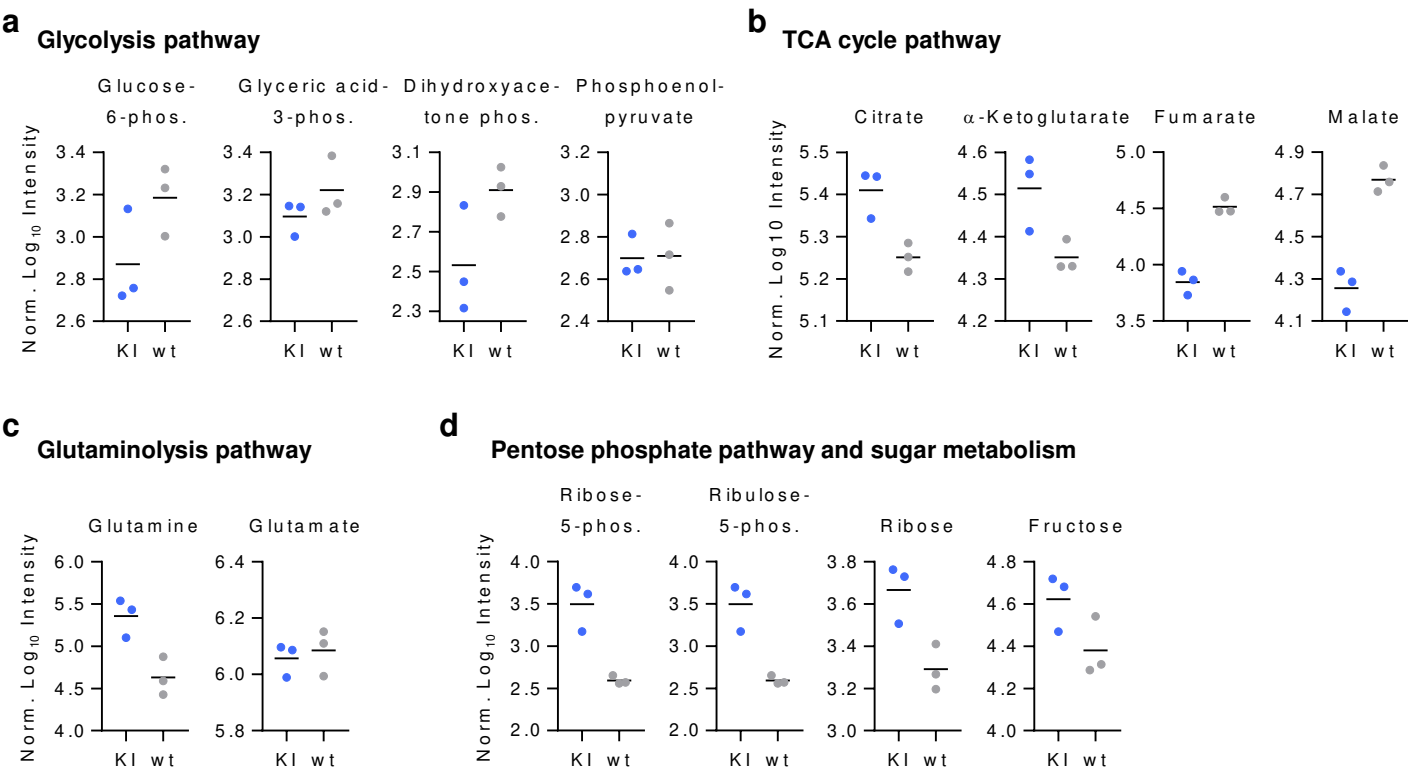 a
Glycolysis pathway
Glucose-
6-phos.
Glyceric acid-
3-phos.
Dihydroxyace-
tone phos.
Phosphoenol-
pyruvate
Norm. Log10 Intensity
3.4
3.2
3.0
2.8
2.6
KI wt
3.4
3.2
3.0
2.8
2.6
KI wt
3.1
2.9
2.7
2.5
2.3
KI wt
3.2
3.0
2.8
2.6
2.4
KI wt
b
TCA cycle pathway
Citrate
α-Ketoglutarate
Fumarate
Malate
Norm. Log10 Intensity
5.5
5.4
5.3
5.2
5.1
KI wt
4.6
4.5
4.4
4.3
4.2
KI wt
5.0
4.5
4.0
3.5
KI wt
4.9
4.7
4.5
4.3
4.1
KI wt
c
Glutaminolysis pathway
Glutamine
Glutamate
Norm. Log10 Intensity
6.0
5.5
5.0
4.5
4.0
KI wt
6.4
6.2
6.0
5.8
KI wt
d
Pentose phosphate pathway and sugar metabolism
Ribose-
5-phos.
Ribulose-
5-phos.
Ribose
Fructose
Norm. Log10 Intensity
4.0
3.5
3.0
2.5
2.0
KI wt
4.0
3.5
3.0
2.5
2.0
KI wt
3.8
3.6
3.4
3.2
3.0
KI wt
4.8
4.6
4.4
4.2
4.0
KI wt